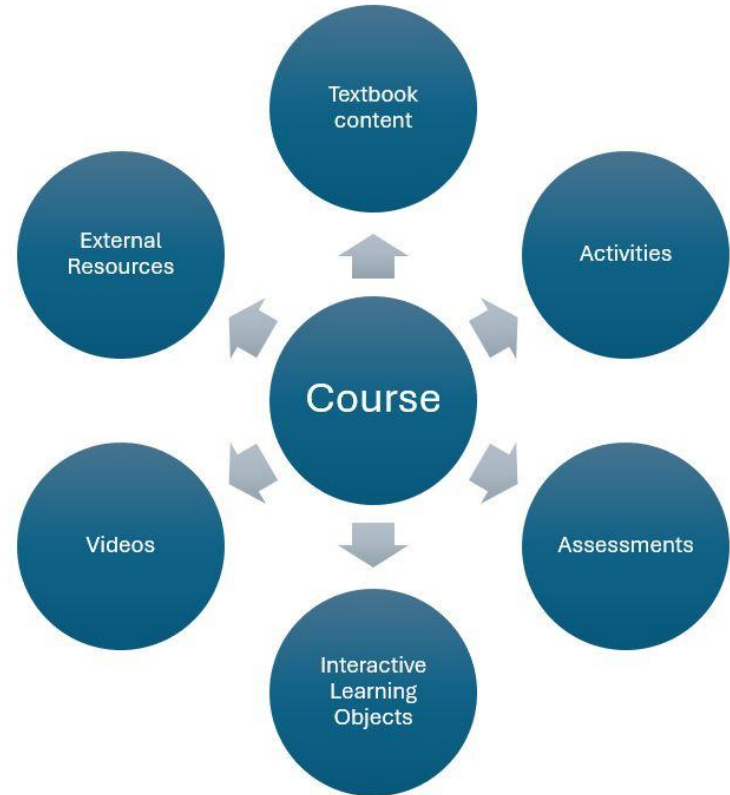 Textbook
content
External
Resources
Activities
Course
Videos
Assessments
Interactive
Learning
Objects